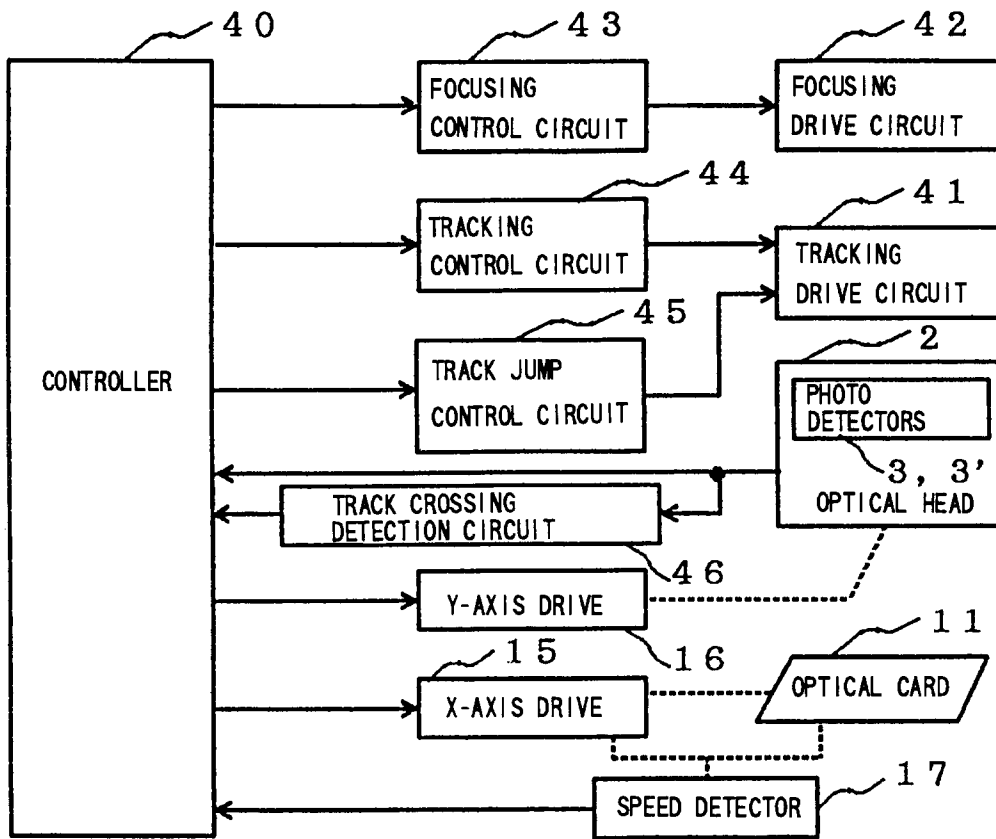 40
43
42
FOCUSING
CONTROL CIRCUIT
FOCUSING
DRIVE CIRCUIT
44
41
TRACKING
CONTROL CIRCUIT
TRACKING
DRIVE CIRCUIT
45
2
CONTROLLER
TRACK JUMP
CONTROL CIRCUIT
PHOTO
DETECTORS
3, 3'
OPTICAL HEAD
TRACK CROSSING
DETECTION CIRCUIT
46
Y-AXIS DRIVE
16
15
11
X-AXIS DRIVE
OPTICAL CARD
17
SPEED DETECTOR